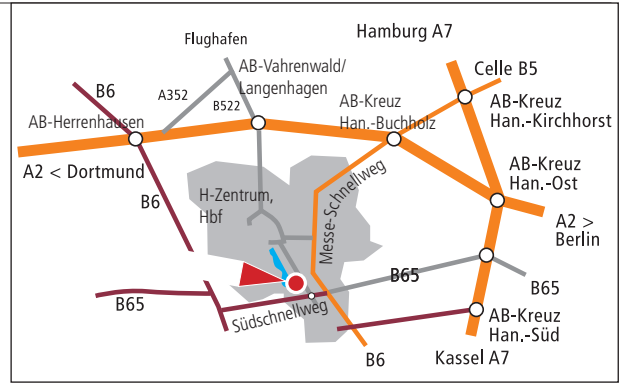 Hamburg A7
Flughafen
AB-Vahrenwald/
Langenhagen
Celle B5
B6
A352
B522
AB-Kreuz
Han.-Buchholz
AB-Kreuz
Han.-Kirchhorst
AB-Herrenhausen
A2 < Dortmund
AB-Kreuz
Han.-Ost
B6
H-Zentrum,
Hbf
Messe-Schnellweg
A2 >
Berlin
B65
B65
B65
Südschnellweg
AB-Kreuz
Han.-Süd
B6
Kassel A7